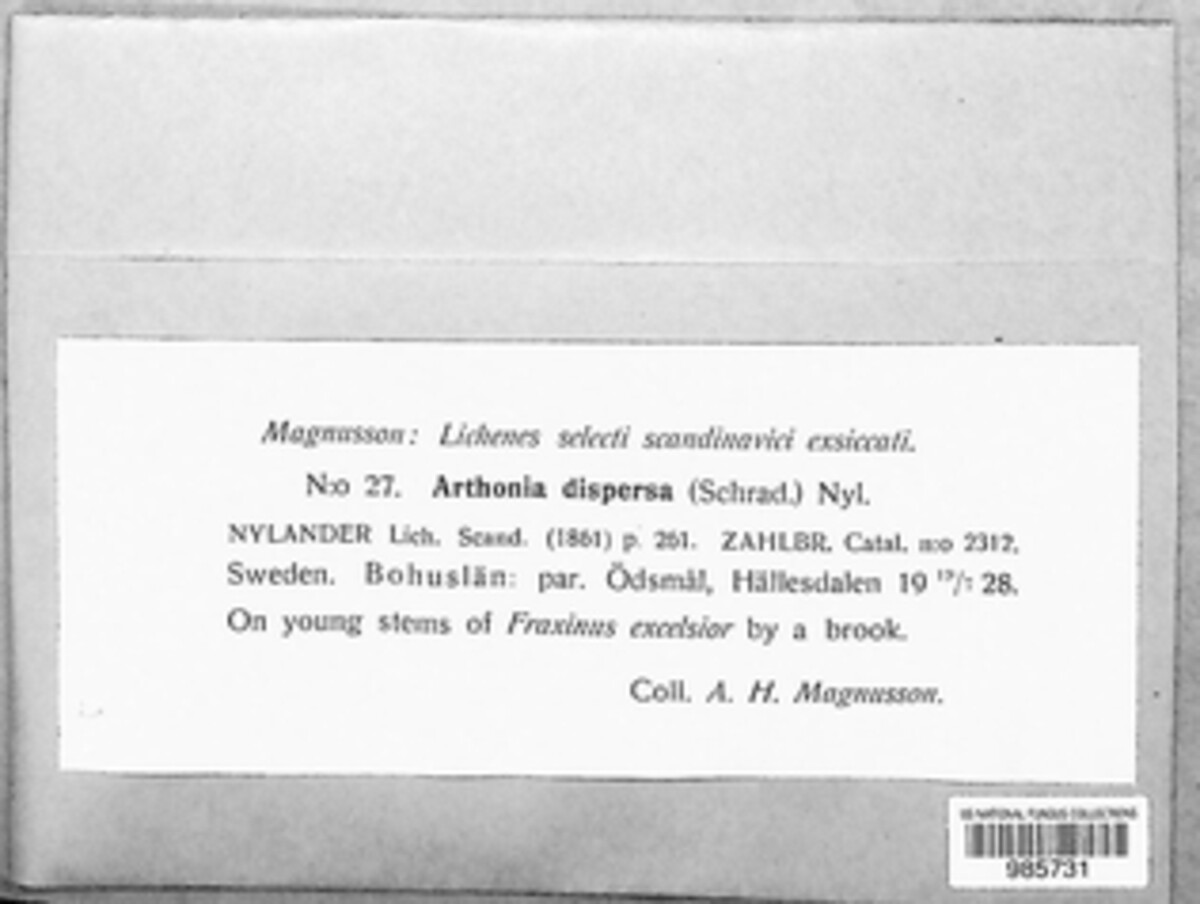 Magnusson: Lichenes selecti scandinavici exsiccati.
N:o 27. Arthonia dispersa (Schrad.) Nyl.
NYLANDER Lich. Scand. (1861) p. 261. ZAHLBR. Catal. n:o 2312.
Sweden. Bohuslän: par. Ödsmål, Hällesdalen 19 28.
On young stems of Fraxinus excelsior by a brook.
Coll. A. H. Magnusson.
US NATIONAL FUNGUS COLLECTIONS
985731